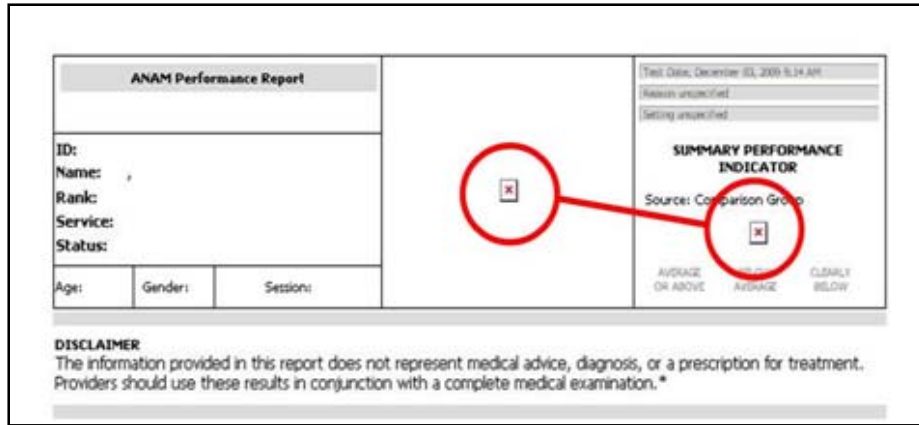 ANAM Performance Report
ID:
Name: ,
Rank:
Service:
Status:
Age: Gender: Session:
Test Date: December 03, 2009 9:14 AM
Reason unspecified
Setting unspecified
SUMMARY PERFORMANCE
INDICATOR
Source: Comparison Group
AVERAGE
OR ABOVE
BELOW
AVERAGE
CLEARLY
BELOW
DISCLAIMER
The information provided in this report does not represent medical advice, diagnosis, or a prescription for treatment.
Providers should use these results in conjunction with a complete medical examination.*